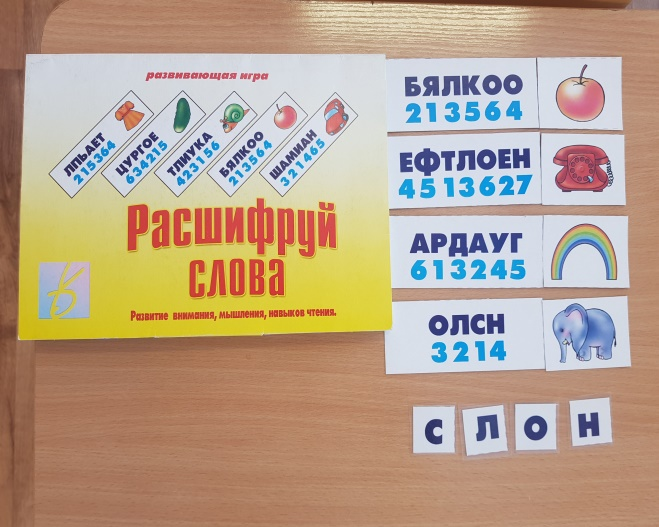 развивающая игра
ЛПЬАЕТ
215364
ЦУРГОЕ
634215
ТЛИУКА
423156
БЯЛКОО
213564
ШАМИАН
321465
Расшифруй
слова
Развитие внимания, мышления, навыков чтения.
БЯЛКОО
213564
ЕФТЛОЕН
4513627
АРДАУГ
613245
ОЛСН
3214
С Л О Н